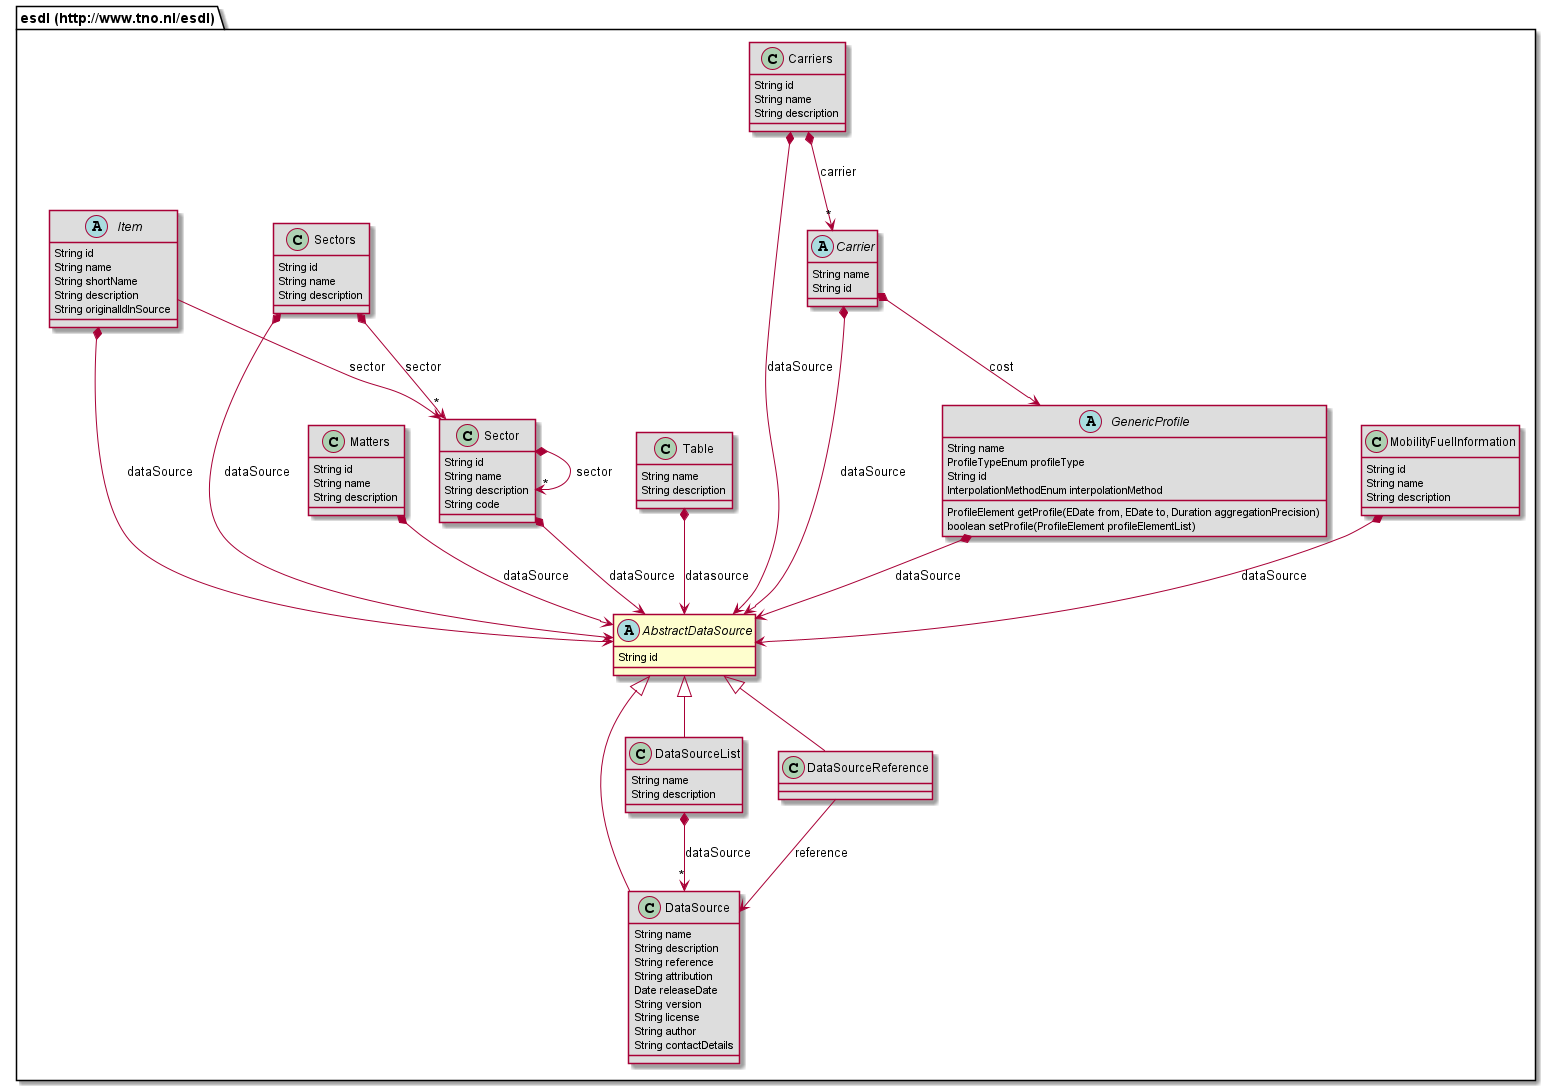 esdl (http://www.tno.nl/esdl)
C Carriers
String id
String name
String description
carrier
*
A Item
String id
String name
String shortName
String description
String originalIdInSource
C Sectors
String id
String name
String description
A Carrier
String name
String id
sector
sector
dataSource
cost
*
C Matters
String id
String name
String description
C Sector
String id
String name
String description
String code
sector
*
C Table
String name
String description
A GenericProfile
String name
ProfileTypeEnum profileType
String id
InterpolationMethodEnum interpolationMethod
ProfileElement getProfile(EDate from, EDate to, Duration aggregationPrecision)
boolean setProfile(ProfileElement profileElementList)
C MobilityFuelInformation
String id
String name
String description
dataSource
dataSource
dataSource
dataSource
dataSource
datasource
dataSource
dataSource
A AbstractDataSource
String id
C DataSourceList
String name
String description
C DataSourceReference
dataSource
*
reference
C DataSource
String name
String description
String reference
String attribution
Date releaseDate
String version
String license
String author
String contactDetails